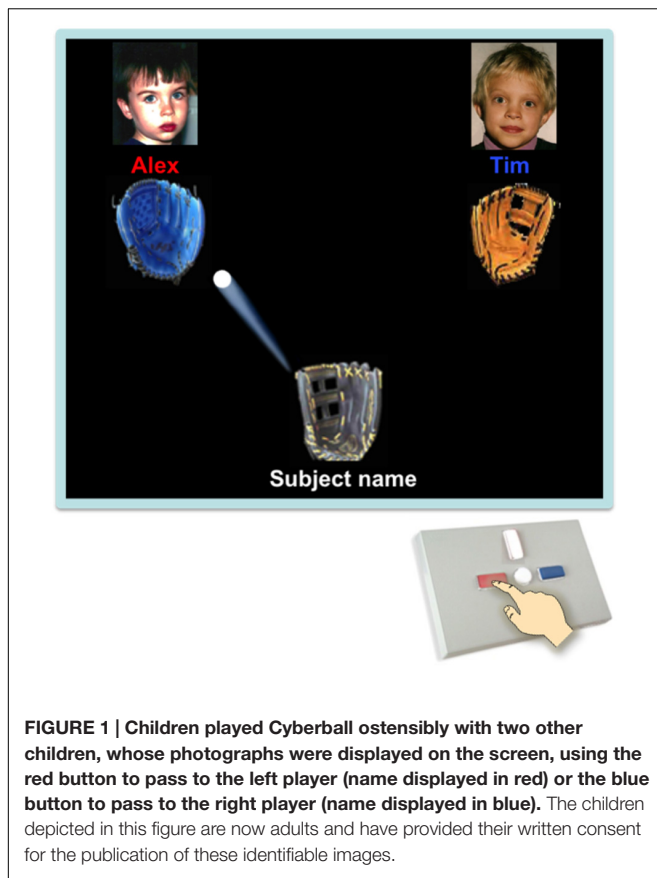 Alex
Tim
Subject name
FIGURE 1 | Children played Cyberball ostensibly with two other
children, whose photographs were displayed on the screen, using the
red button to pass to the left player (name displayed in red) or the blue
button to pass to the right player (name displayed in blue). The children
depicted in this figure are now adults and have provided their written consent
for the publication of these identifiable images.